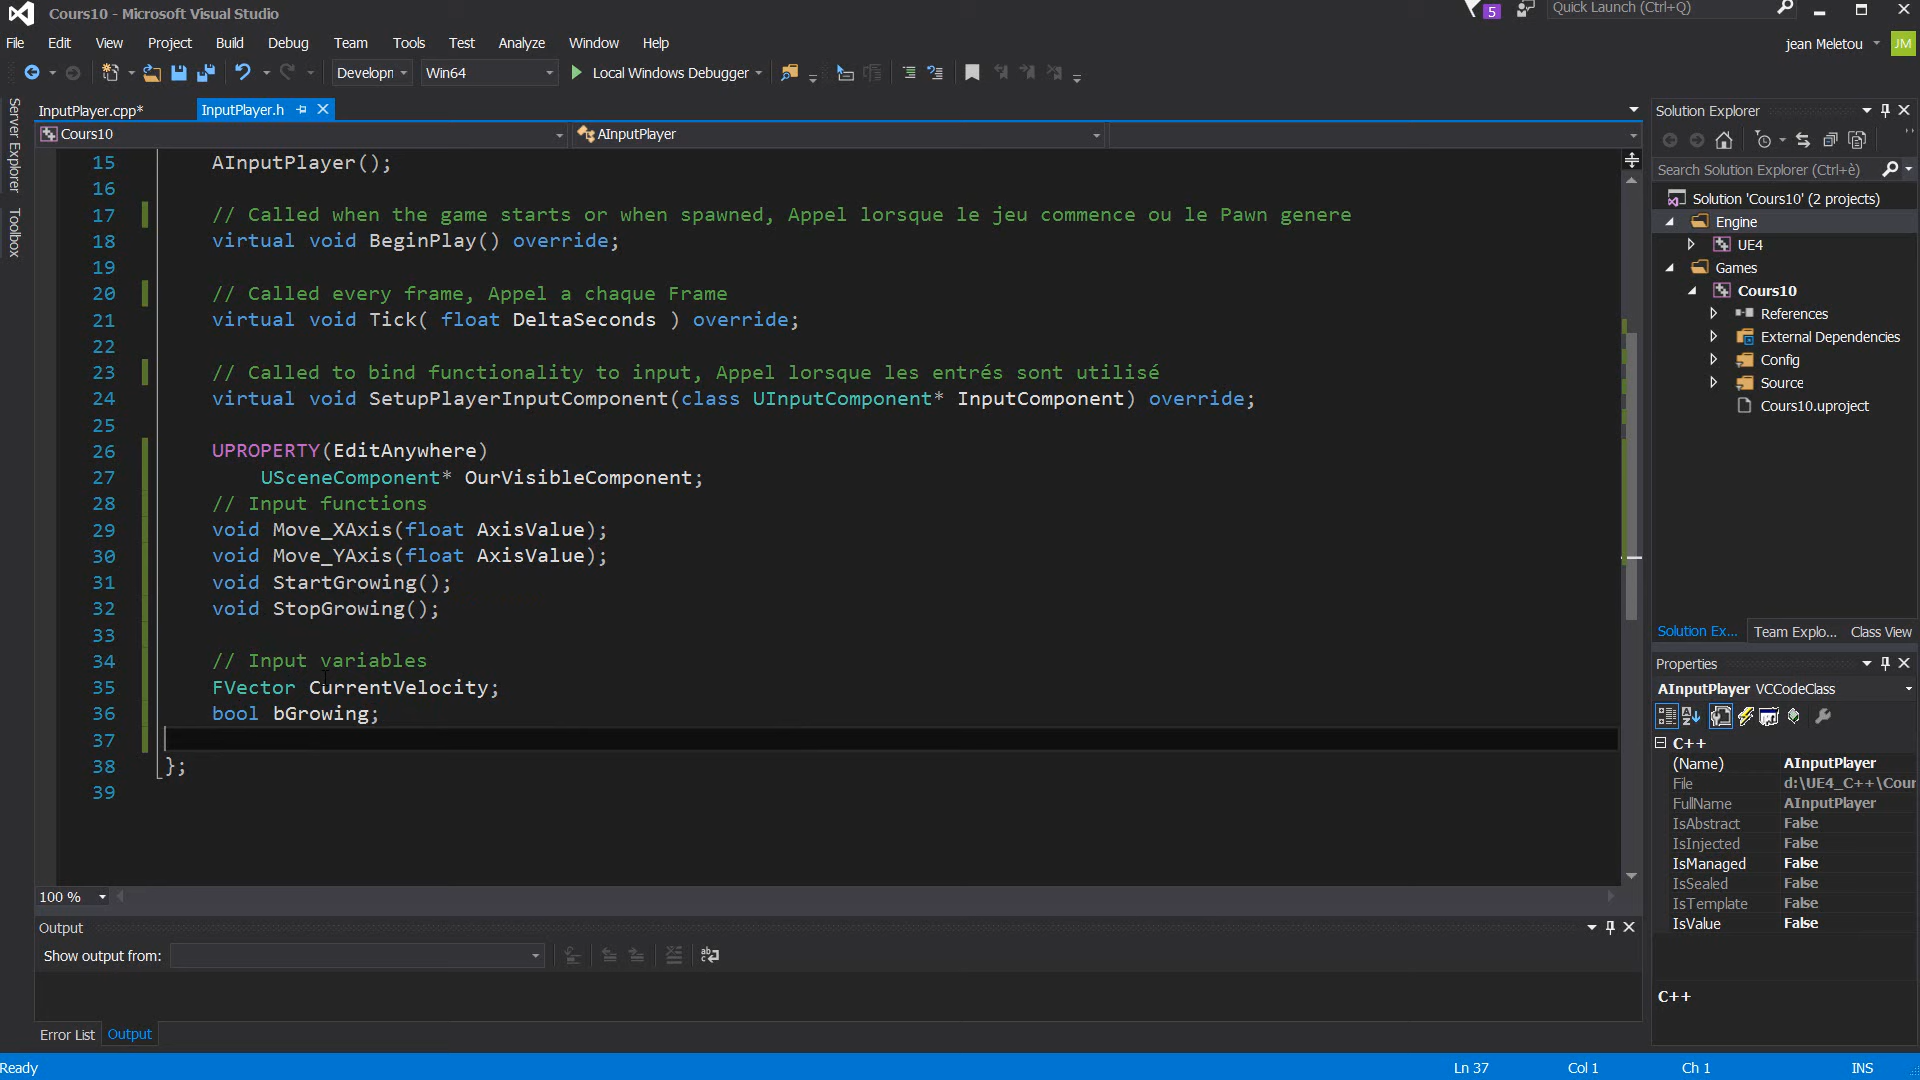 Cours10 - Microsoft Visual Studio
5
Quick Launch (Ctrl+Q)
File Edit View Project Build Debug Team Tools Test Analyze Window Help
jean Meletou JM
Developn Win64 Local Windows Debugger
Server Explorer
Toolbox
InputPlayer.cpp* InputPlayer.h
Cours10 AInputPlayer
15 AInputPlayer();
16
17 // Called when the game starts or when spawned, Appel lorsque le jeu commence ou le Pawn genere
18 virtual void BeginPlay() override;
19
20 // Called every frame, Appel a chaque Frame
21 virtual void Tick( float DeltaSeconds ) override;
22
23 // Called to bind functionality to input, Appel lorsque les entrés sont utilisé
24 virtual void SetupPlayerInputComponent(class UInputComponent* InputComponent) override;
25
26 UPROPERTY(EditAnywhere)
27 USceneComponent* OurVisibleComponent;
28 // Input functions
29 void Move_XAxis(float AxisValue);
30 void Move_YAxis(float AxisValue);
31 void StartGrowing();
32 void StopGrowing();
33
34 // Input variables
35 FVector CurrentVelocity;
36 bool bGrowing;
37
38 };
39
100 %
Output
Show output from:
Error List Output
Solution Explorer
Search Solution Explorer (Ctrl+è)
Solution 'Cours10' (2 projects)
Engine
UE4
Games
Cours10
References
External Dependencies
Config
Source
Cours10.uproject
Solution Ex... Team Explo... Class View
Properties
AInputPlayer VCCodeClass
C++
(Name) AInputPlayer
File d:\UE4_C++\Cour
FullName AInputPlayer
IsAbstract False
IsInjected False
IsManaged False
IsSealed False
IsTemplate False
IsValue False
C++
Ready Ln 37 Col 1 Ch 1 INS